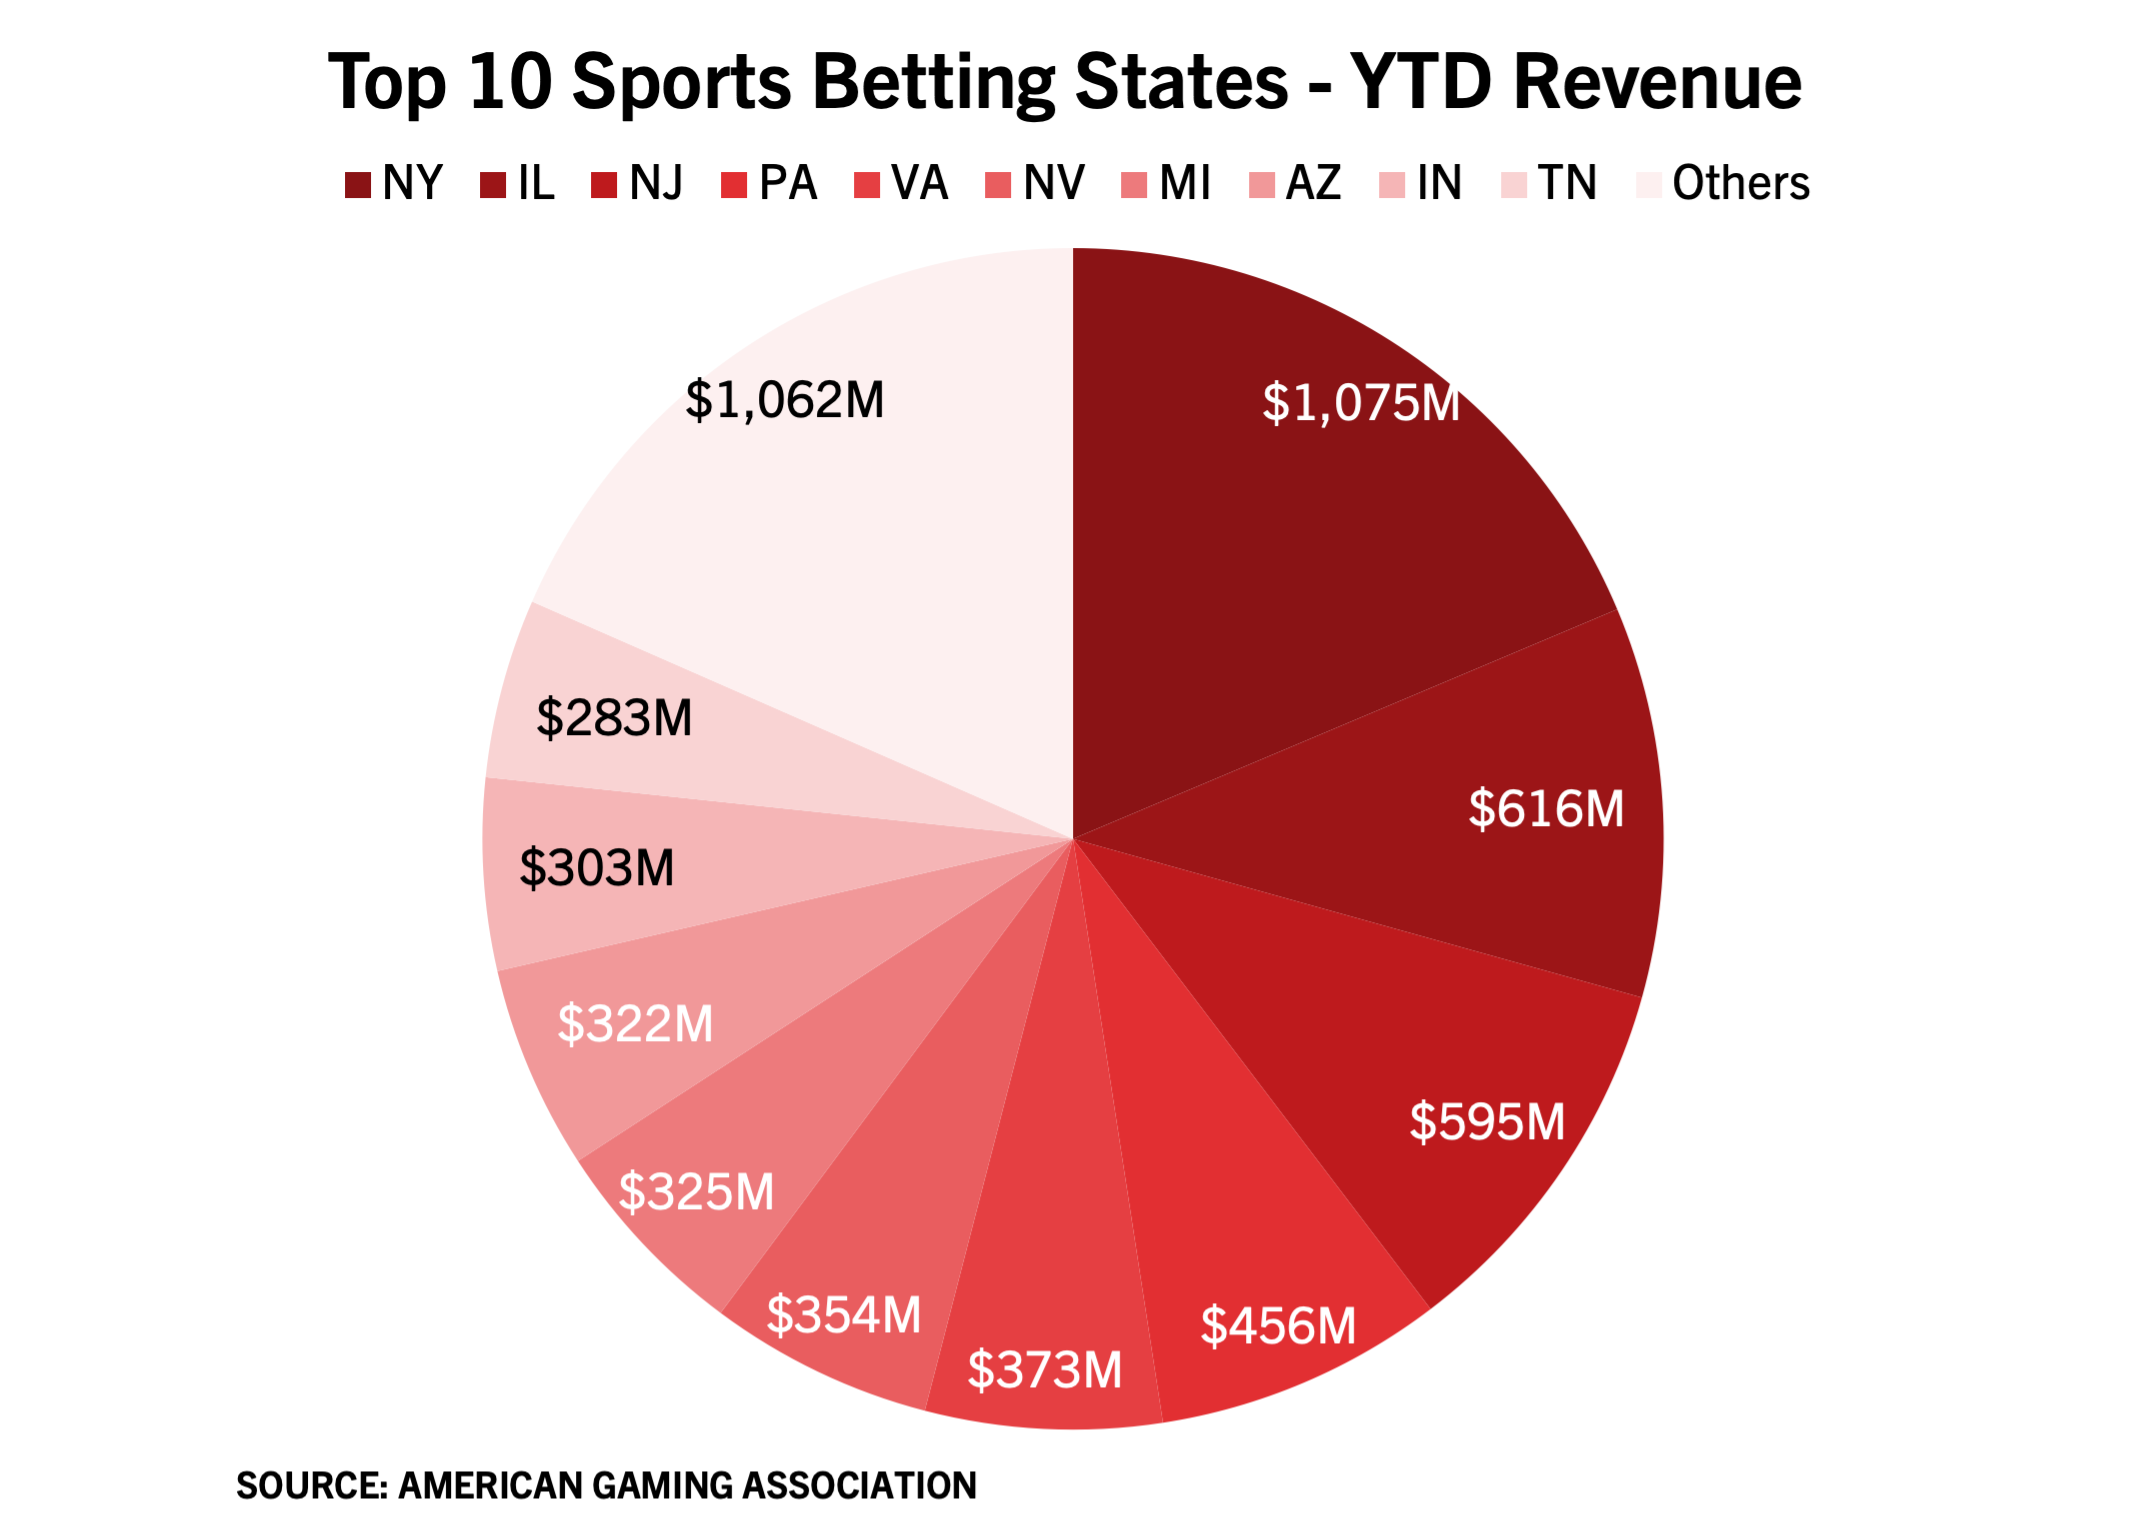 Top 10 Sports Betting States - YTD Revenue
NY IL NJ PA VA NV MI AZ IN TN Others
$1,062M $1,075M
$283M
$616M
$303M
$322M
$595M
$325M
$354M
$456M
$373M
SOURCE: AMERICAN GAMING ASSOCIATION